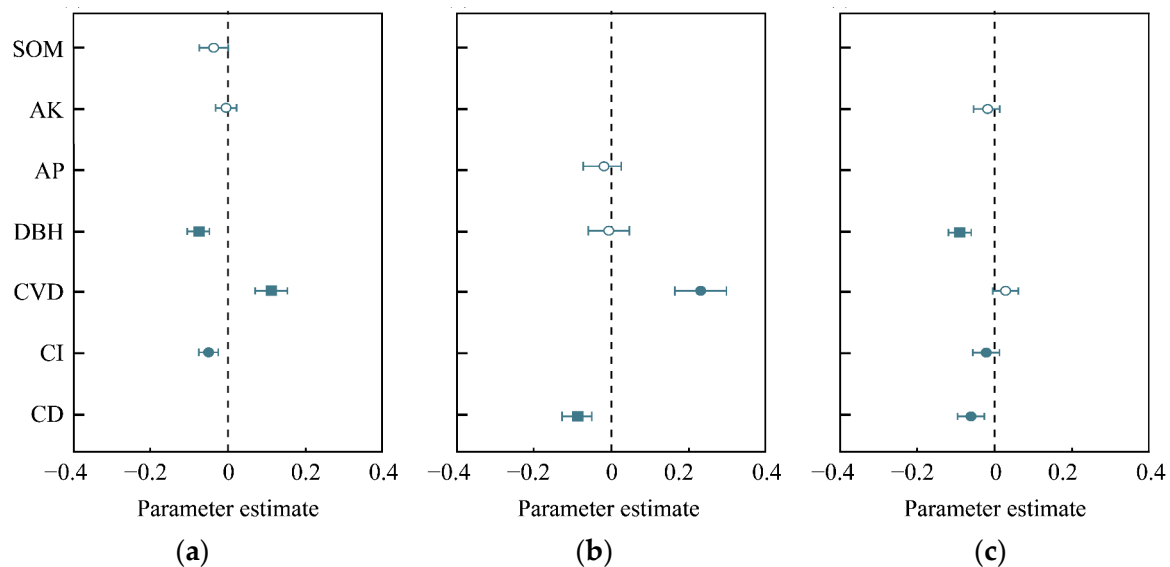 SOM
AK
AP
DBH
CVD
CI
CD
−0.4 −0.2 0 0.2 0.4 −0.4 −0.2 0 0.2 0.4 −0.4 −0.2 0 0.2 0.4
Parameter estimate Parameter estimate Parameter estimate
(a) (b) (c)